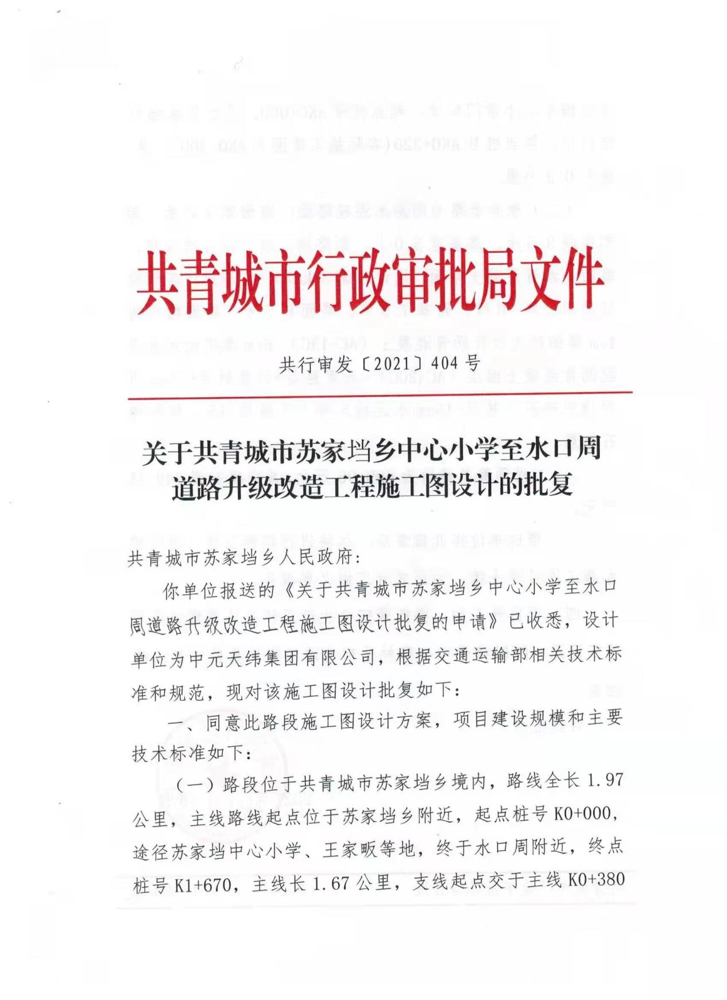 共青城市行政审批局文件
共行审发〔2021〕404号
关于共青城市苏家垱乡中心小学至水口周
道路升级改造工程施工图设计的批复
共青城市苏家垱乡人民政府：
你单位报送的《关于共青城市苏家垱乡中心小学至水口
周道路升级改造工程施工图设计批复的申请》已收悉，设计
单位为中元天纬集团有限公司，根据交通运输部相关技术标
准和规范，现对该施工图设计批复如下：
一、同意此路段施工图设计方案，项目建设规模和主要
技术标准如下：
（一）路段位于共青城市苏家垱乡境内，路线全长 1.97
公里，主线路线起点位于苏家垱乡附近，起点桩号 K0+000，
途径苏家垱中心小学、王家畈等地，终于水口周附近，终点
桩号 K1+670，主线长 1.67 公里，支线起点交于主线 K0+380